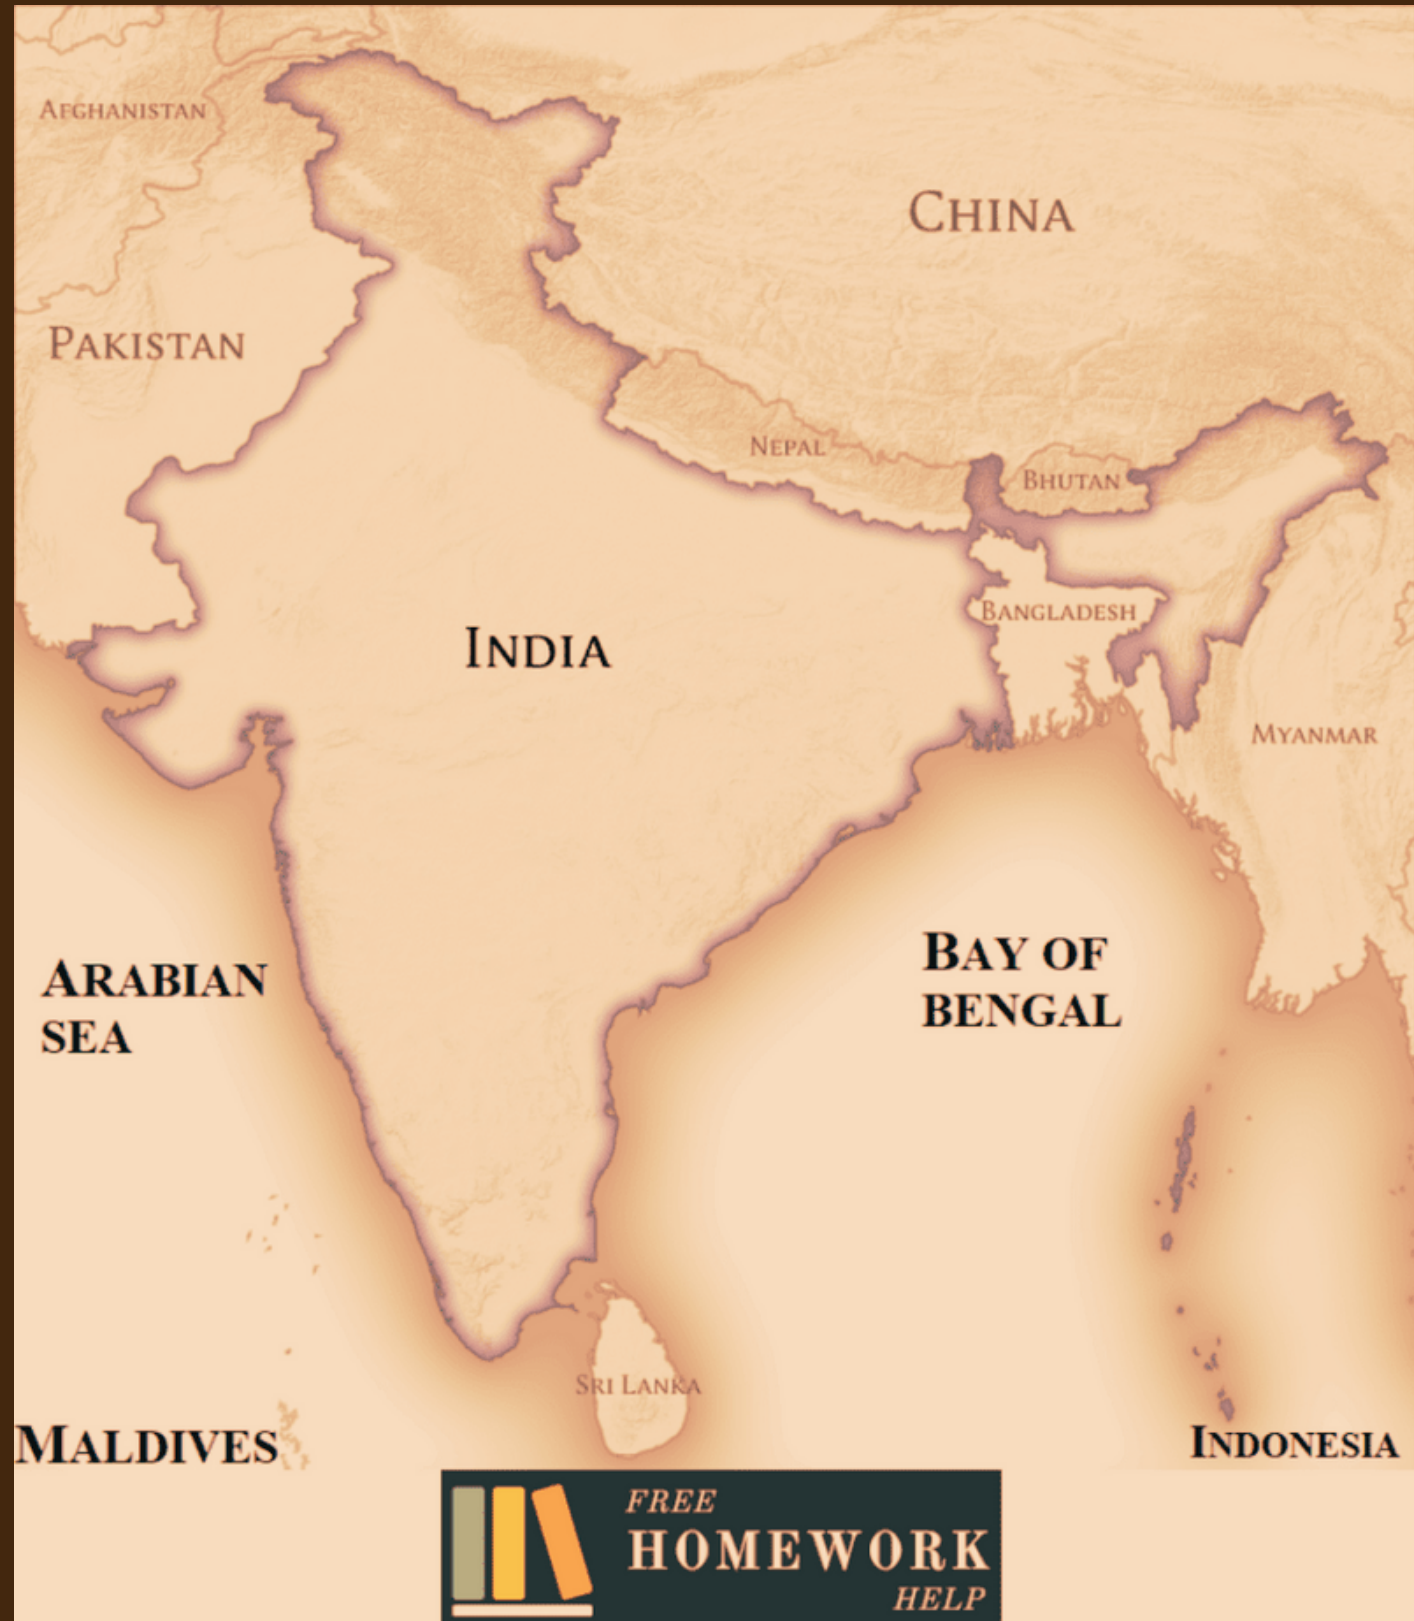 AFGHANISTAN
CHINA
PAKISTAN
NEPAL
BHUTAN
BANGLADESH
INDIA
MYANMAR
ARABIAN
SEA
BAY OF
BENGAL
SRI LANKA
MALDIVES
INDONESIA
FREE
HOMEWORK
HELP